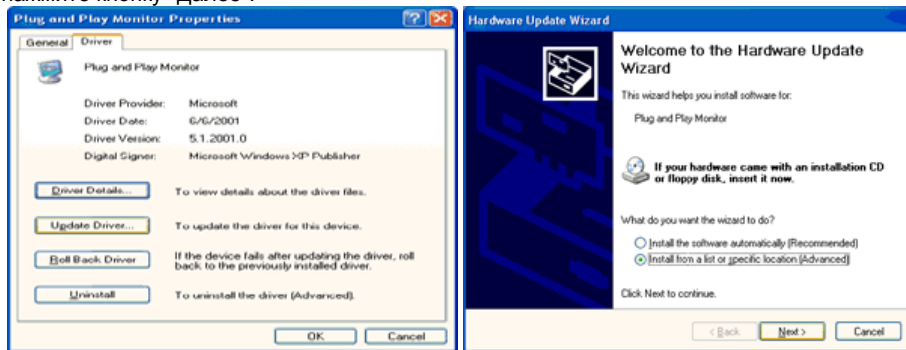 нажмите кнопку "Далее".
Plug and Play Monitor Properties
General Driver
Plug and Play Monitor
Driver Provider: Microsoft
Driver Date: 6/6/2001
Driver Version: 5.1.2001.0
Digital Signer: Microsoft Windows XP Publisher
Driver Details... To view details about the driver files.
Update Driver... To update the driver for this device.
Roll Back Driver If the device fails after updating the driver, roll
back to the previously installed driver.
Uninstall To uninstall the driver (Advanced).
OK Cancel
Hardware Update Wizard
Welcome to the Hardware Update
Wizard
This wizard helps you install software for:
Plug and Play Monitor
If your hardware came with an installation CD
or floppy disk, insert it now.
What do you want the wizard to do?
Install the software automatically (Recommended)
Install from a list or specific location (Advanced)
Click Next to continue.
< Back Next > Cancel